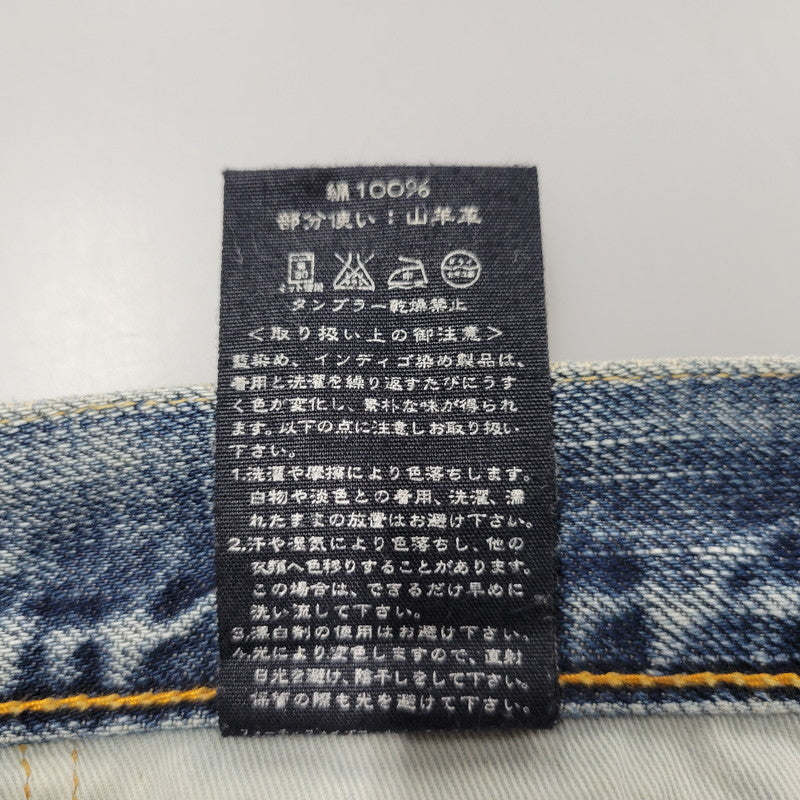 綿100%
部分使い：山羊革
タンブラー乾燥禁止
<取り扱い上の御注意>
藍染め、インディゴ染め製品は、
着用と洗濯を繰り返すたびにうす
く色が変化し、素朴な味が得られ
ます。以下の点に注意しお取り扱い
下さい。
1.洗濯や摩擦により色落ちします。
白物や淡色との着用、洗濯、濡
れたままの放置はお避け下さい。
2.汗や湿気により色落ちし、他の
衣類へ色移りすることがあります。
この場合は、できるだけ早めに
洗い流して下さい。
3.漂白剤の使用はお避け下さい。
4.光により変色しますので、直射
日光を避け、陰干しをして下さい。
保管の際も光を避けて下さい。